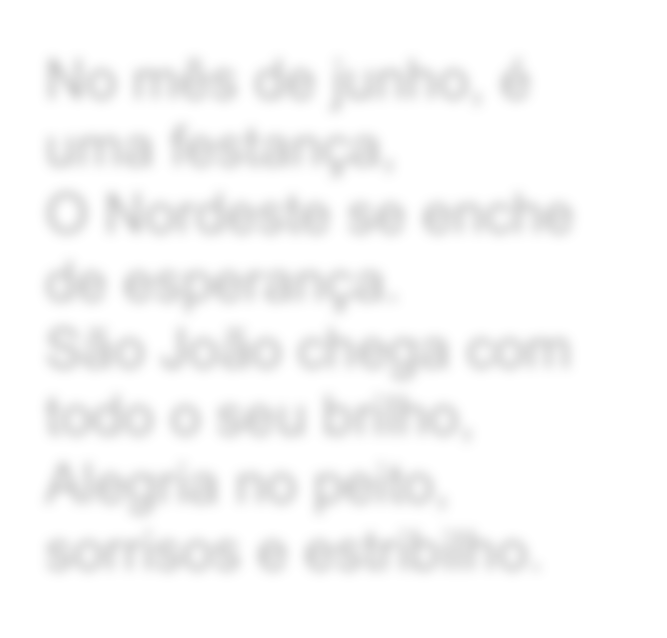 No mês de junho, é
uma festança,
O Nordeste se enche
de esperança.
São João chega com
todo o seu brilho,
Alegria no peito,
sorrisos e estribilho.